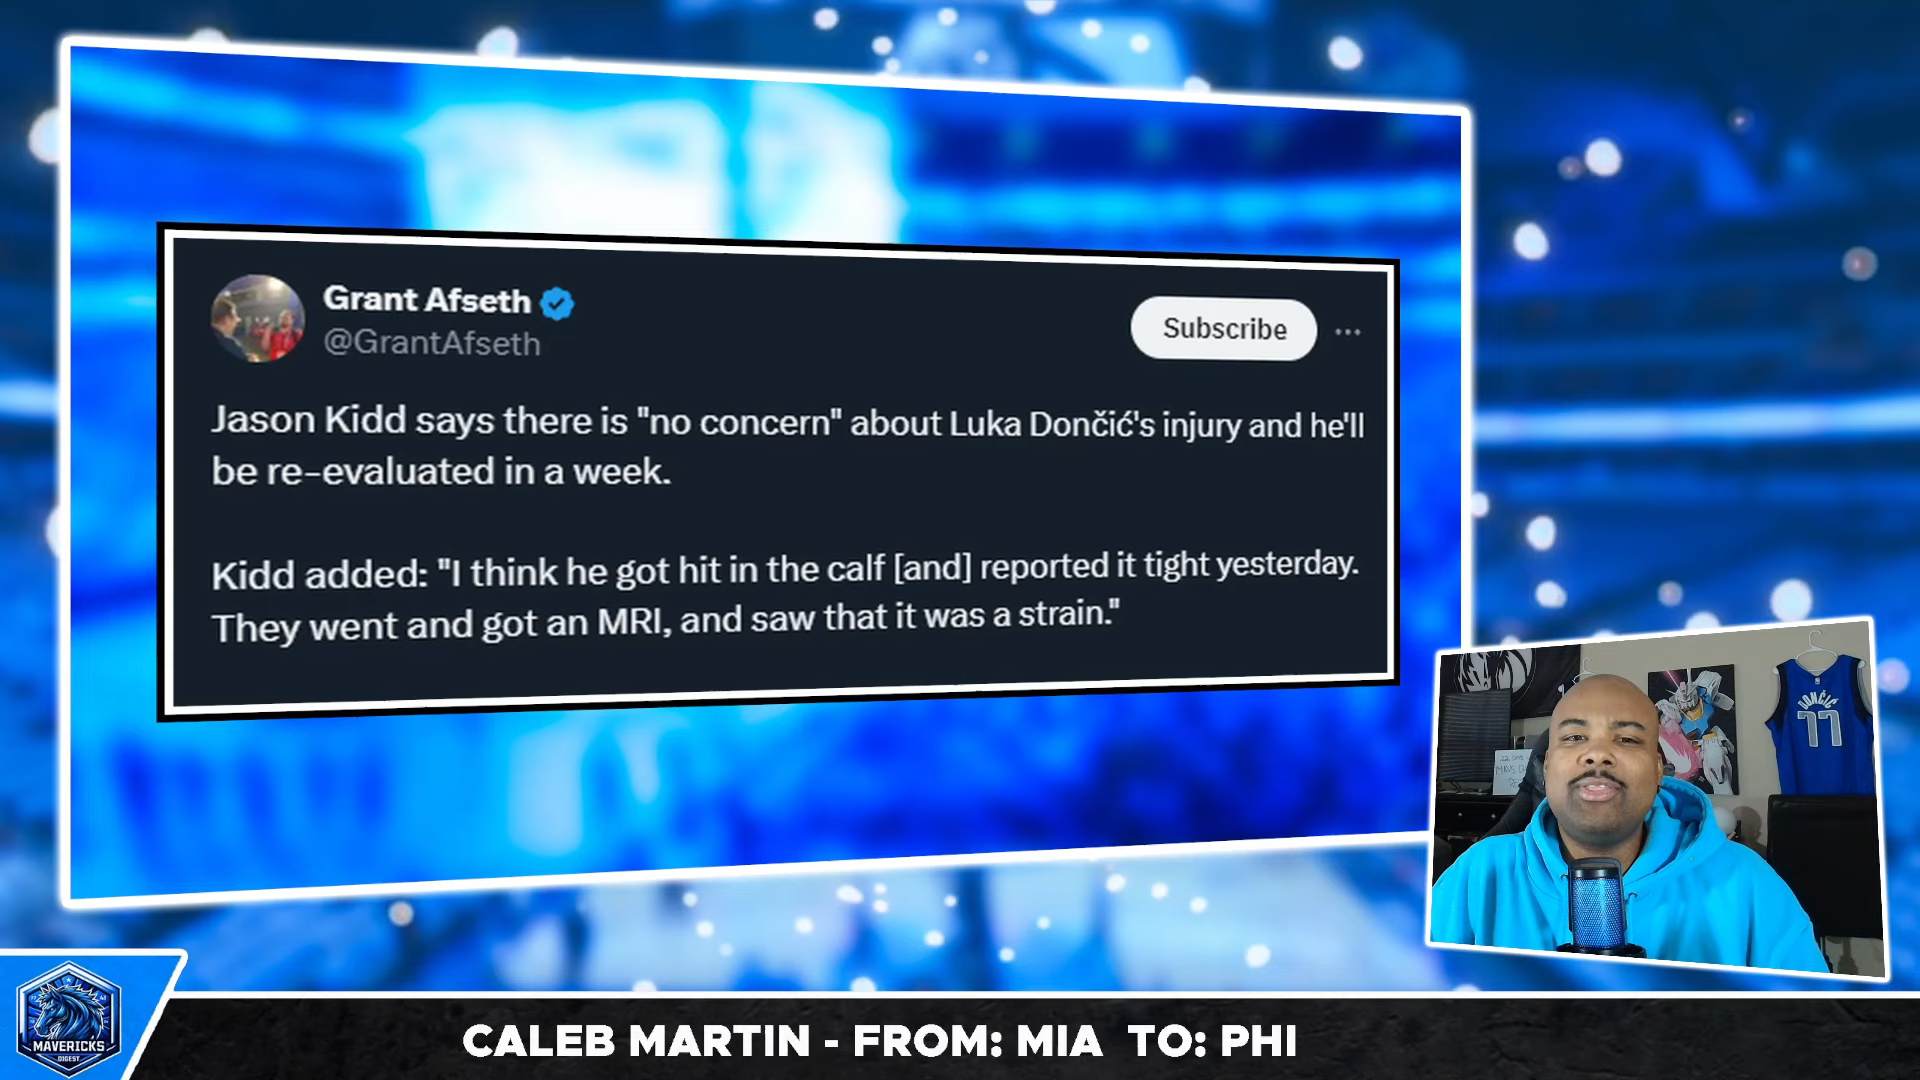 Grant Afseth
@GrantAfseth
Subscribe
Jason Kidd says there is "no concern" about Luka Dončić's injury and he'll
be re-evaluated in a week.
Kidd added: "I think he got hit in the calf [and] reported it tight yesterday.
They went and got an MRI, and saw that it was a strain."
DONČIĆ
77
MAVERICKS
DIGEST
CALEB MARTIN - FROM: MIA TO: PHI